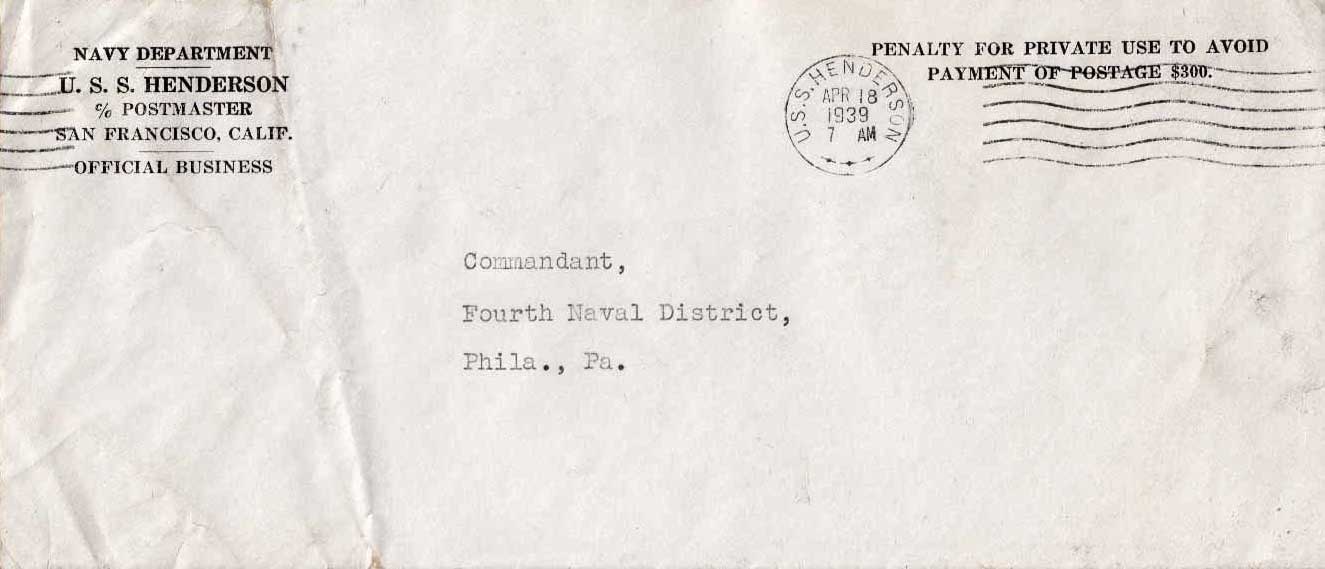 NAVY DEPARTMENT
U. S. S. HENDERSON
c/o POSTMASTER
SAN FRANCISCO, CALIF.
OFFICIAL BUSINESS
PENALTY FOR PRIVATE USE TO AVOID
PAYMENT OF POSTAGE $300.
U.S.S. HENDERSON
APR 18
1939
7 AM
Commandant,
Fourth Naval District,
Phila., Pa.